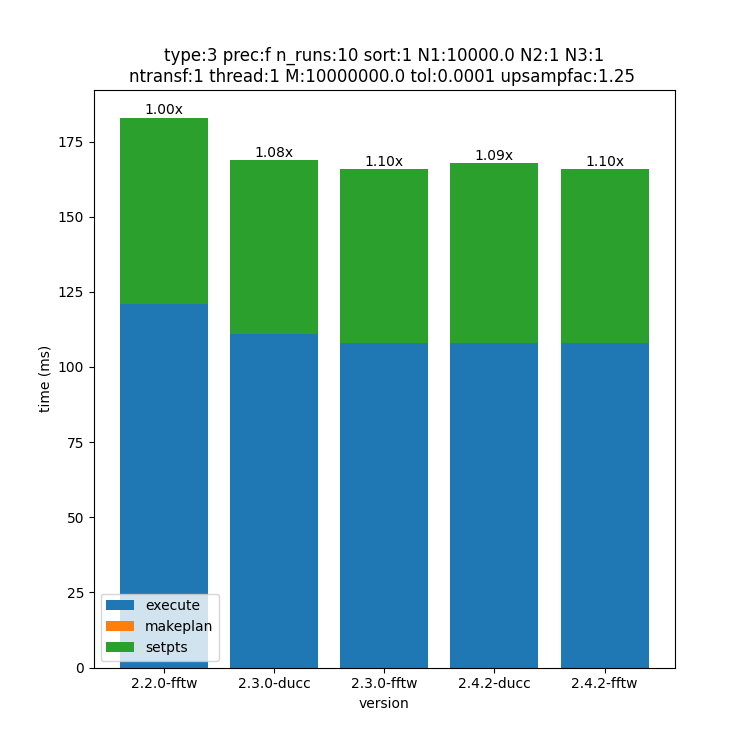 type:3 prec:f n_runs:10 sort:1 N1:10000.0 N2:1 N3:1
ntransf:1 thread:1 M:10000000.0 tol:0.0001 upsampfac:1.25
1.00x
1.08x
1.10x
1.09x
1.10x
175
150
125
100
75
50
25
0
time (ms)
execute
makeplan
setpts
2.2.0-fftw
2.3.0-ducc
2.3.0-fftw
2.4.2-ducc
2.4.2-fftw
version